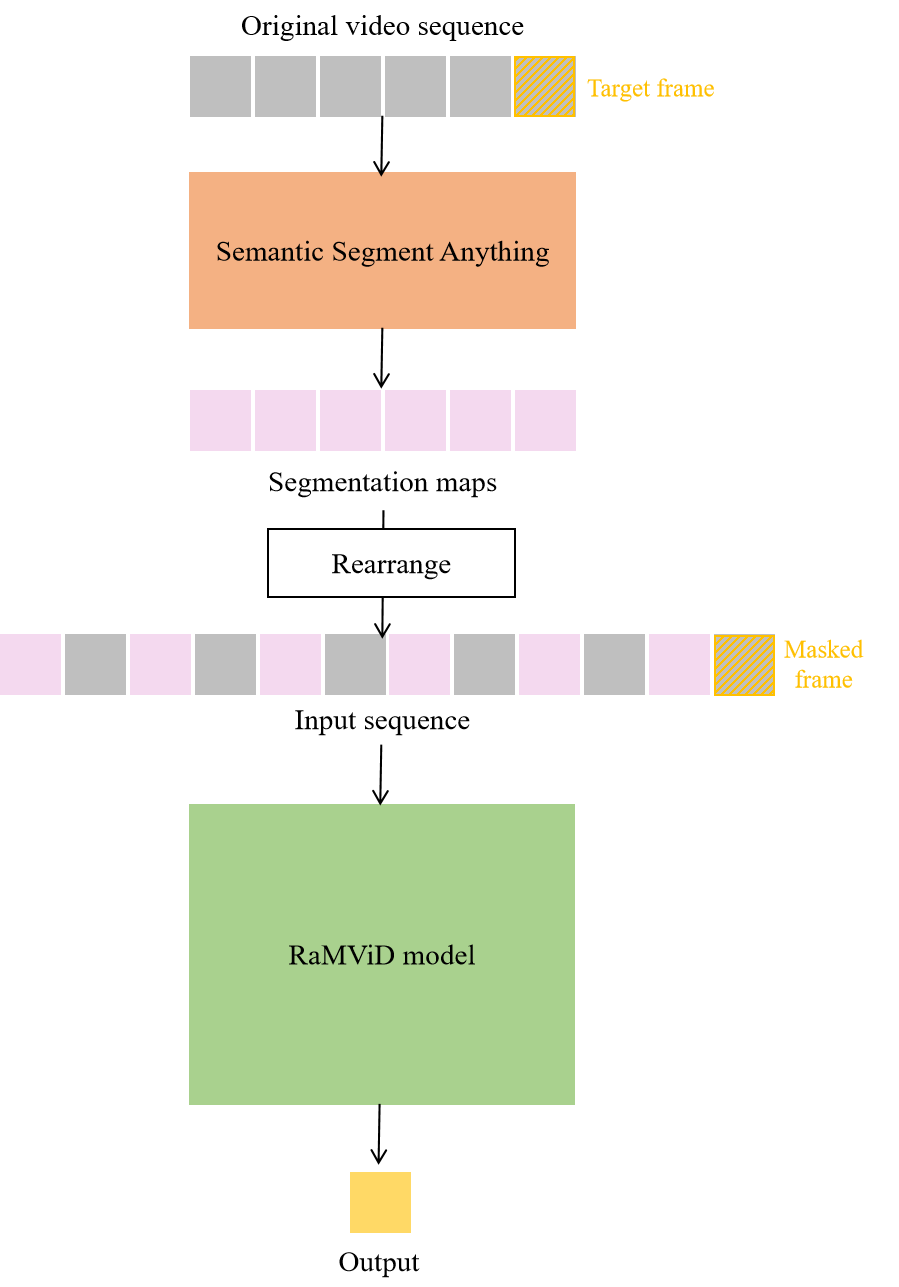 Original video sequence
Target frame
Semantic Segment Anything
Segmentation maps
Rearrange
Masked
frame
Input sequence
RaMViD model
Output